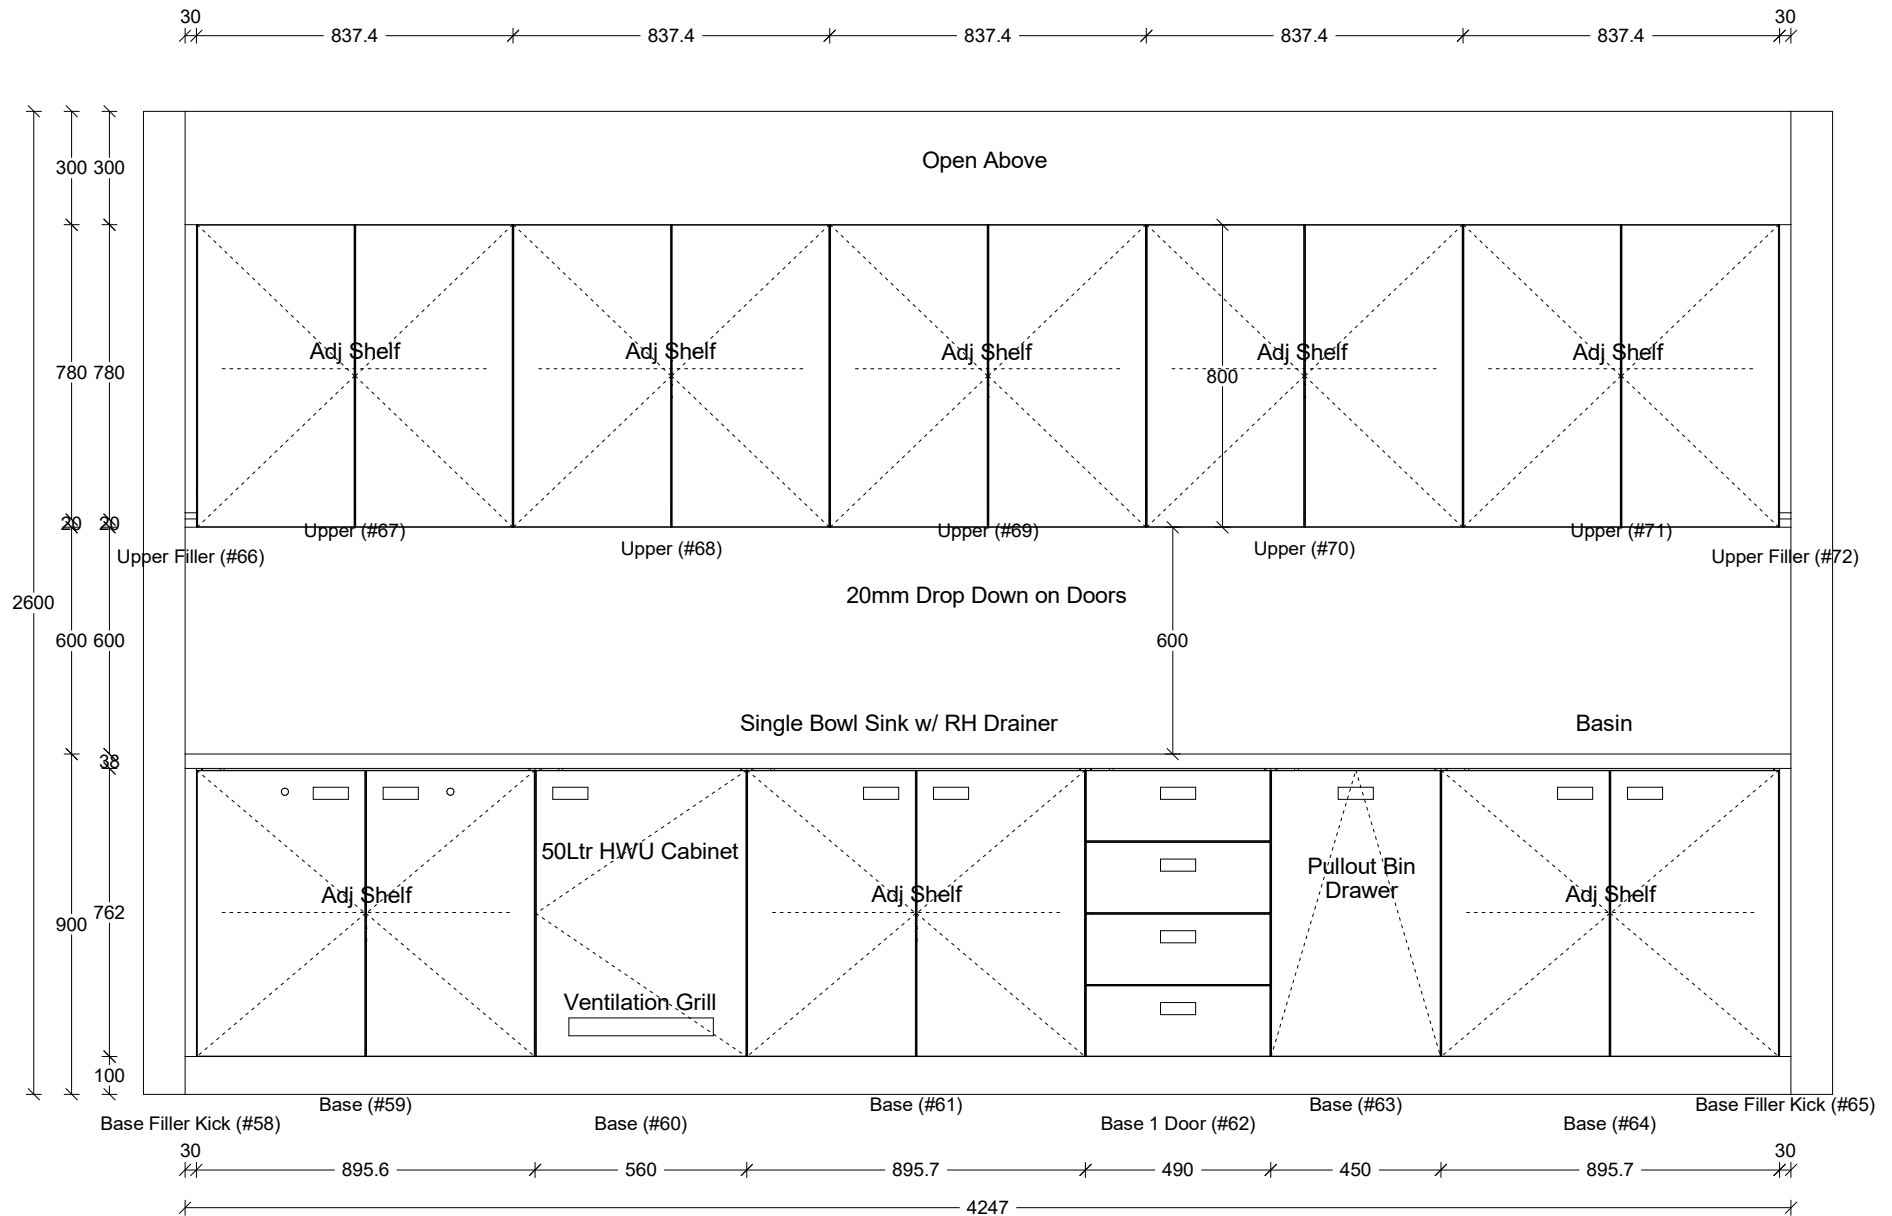 30 30
837.4 837.4 837.4 837.4 837.4
Open Above
300 300
Adj Shelf Adj Shelf Adj Shelf Adj Shelf Adj Shelf
780 780 800
20 20
Upper (#67) Upper (#69) Upper (#71)
Upper (#68) Upper (#70)
Upper Filler (#66) Upper Filler (#72)
20mm Drop Down on Doors
2600
600 600 600
Single Bowl Sink w/ RH Drainer Basin
38
50Ltr HWU Cabinet
Pullout Bin
Drawer
Adj Shelf Adj Shelf Adj Shelf
900 762
Ventilation Grill
100
Base (#59) Base (#61) Base (#63) Base Filler Kick (#65)
Base Filler Kick (#58) Base (#60) Base 1 Door (#62) Base (#64)
30 30
895.6 560 895.7 490 450 895.7
4247